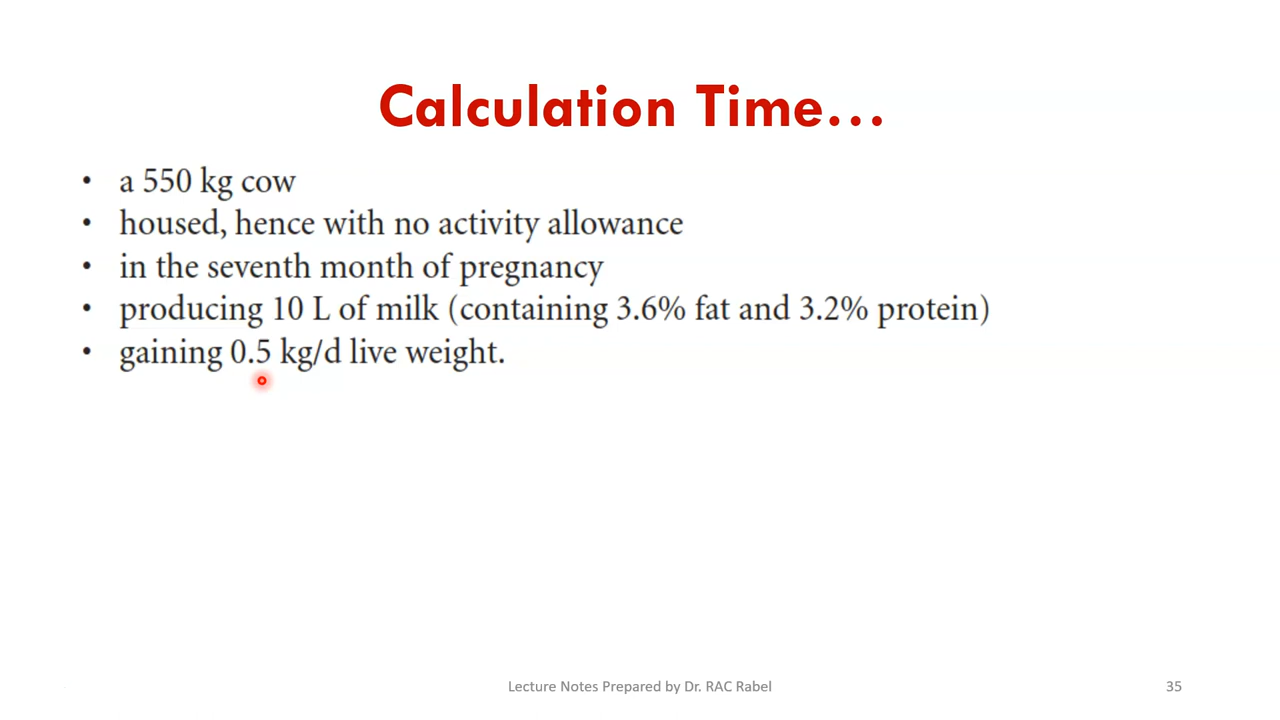 Calculation Time...
• a 550 kg cow
• housed, hence with no activity allowance
• in the seventh month of pregnancy
• producing 10 L of milk (containing 3.6% fat and 3.2% protein)
• gaining 0.5 kg/d live weight.
Lecture Notes Prepared by Dr. RAC Rabel
35